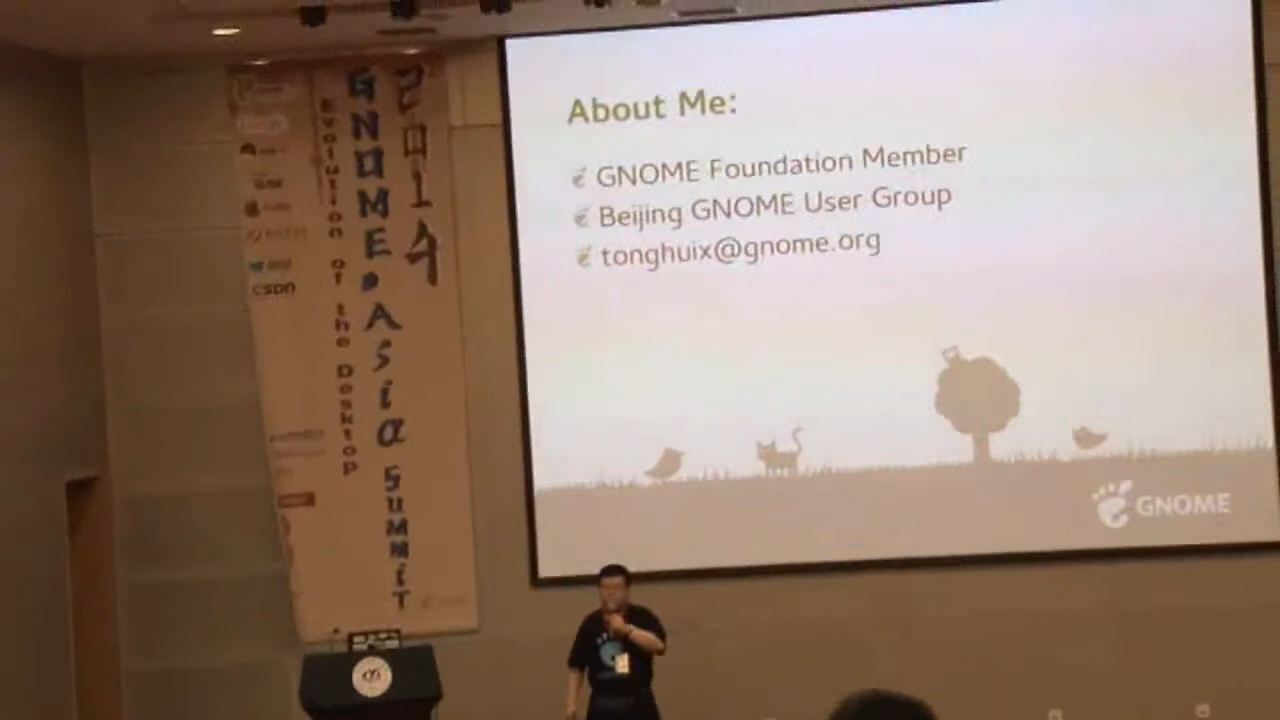 2014
GNOME.Asia SUMMiT
Evolution of the Desktop
CSDN
About Me:
GNOME Foundation Member
Beijing GNOME User Group
tonghuix@gnome.org
GNOME